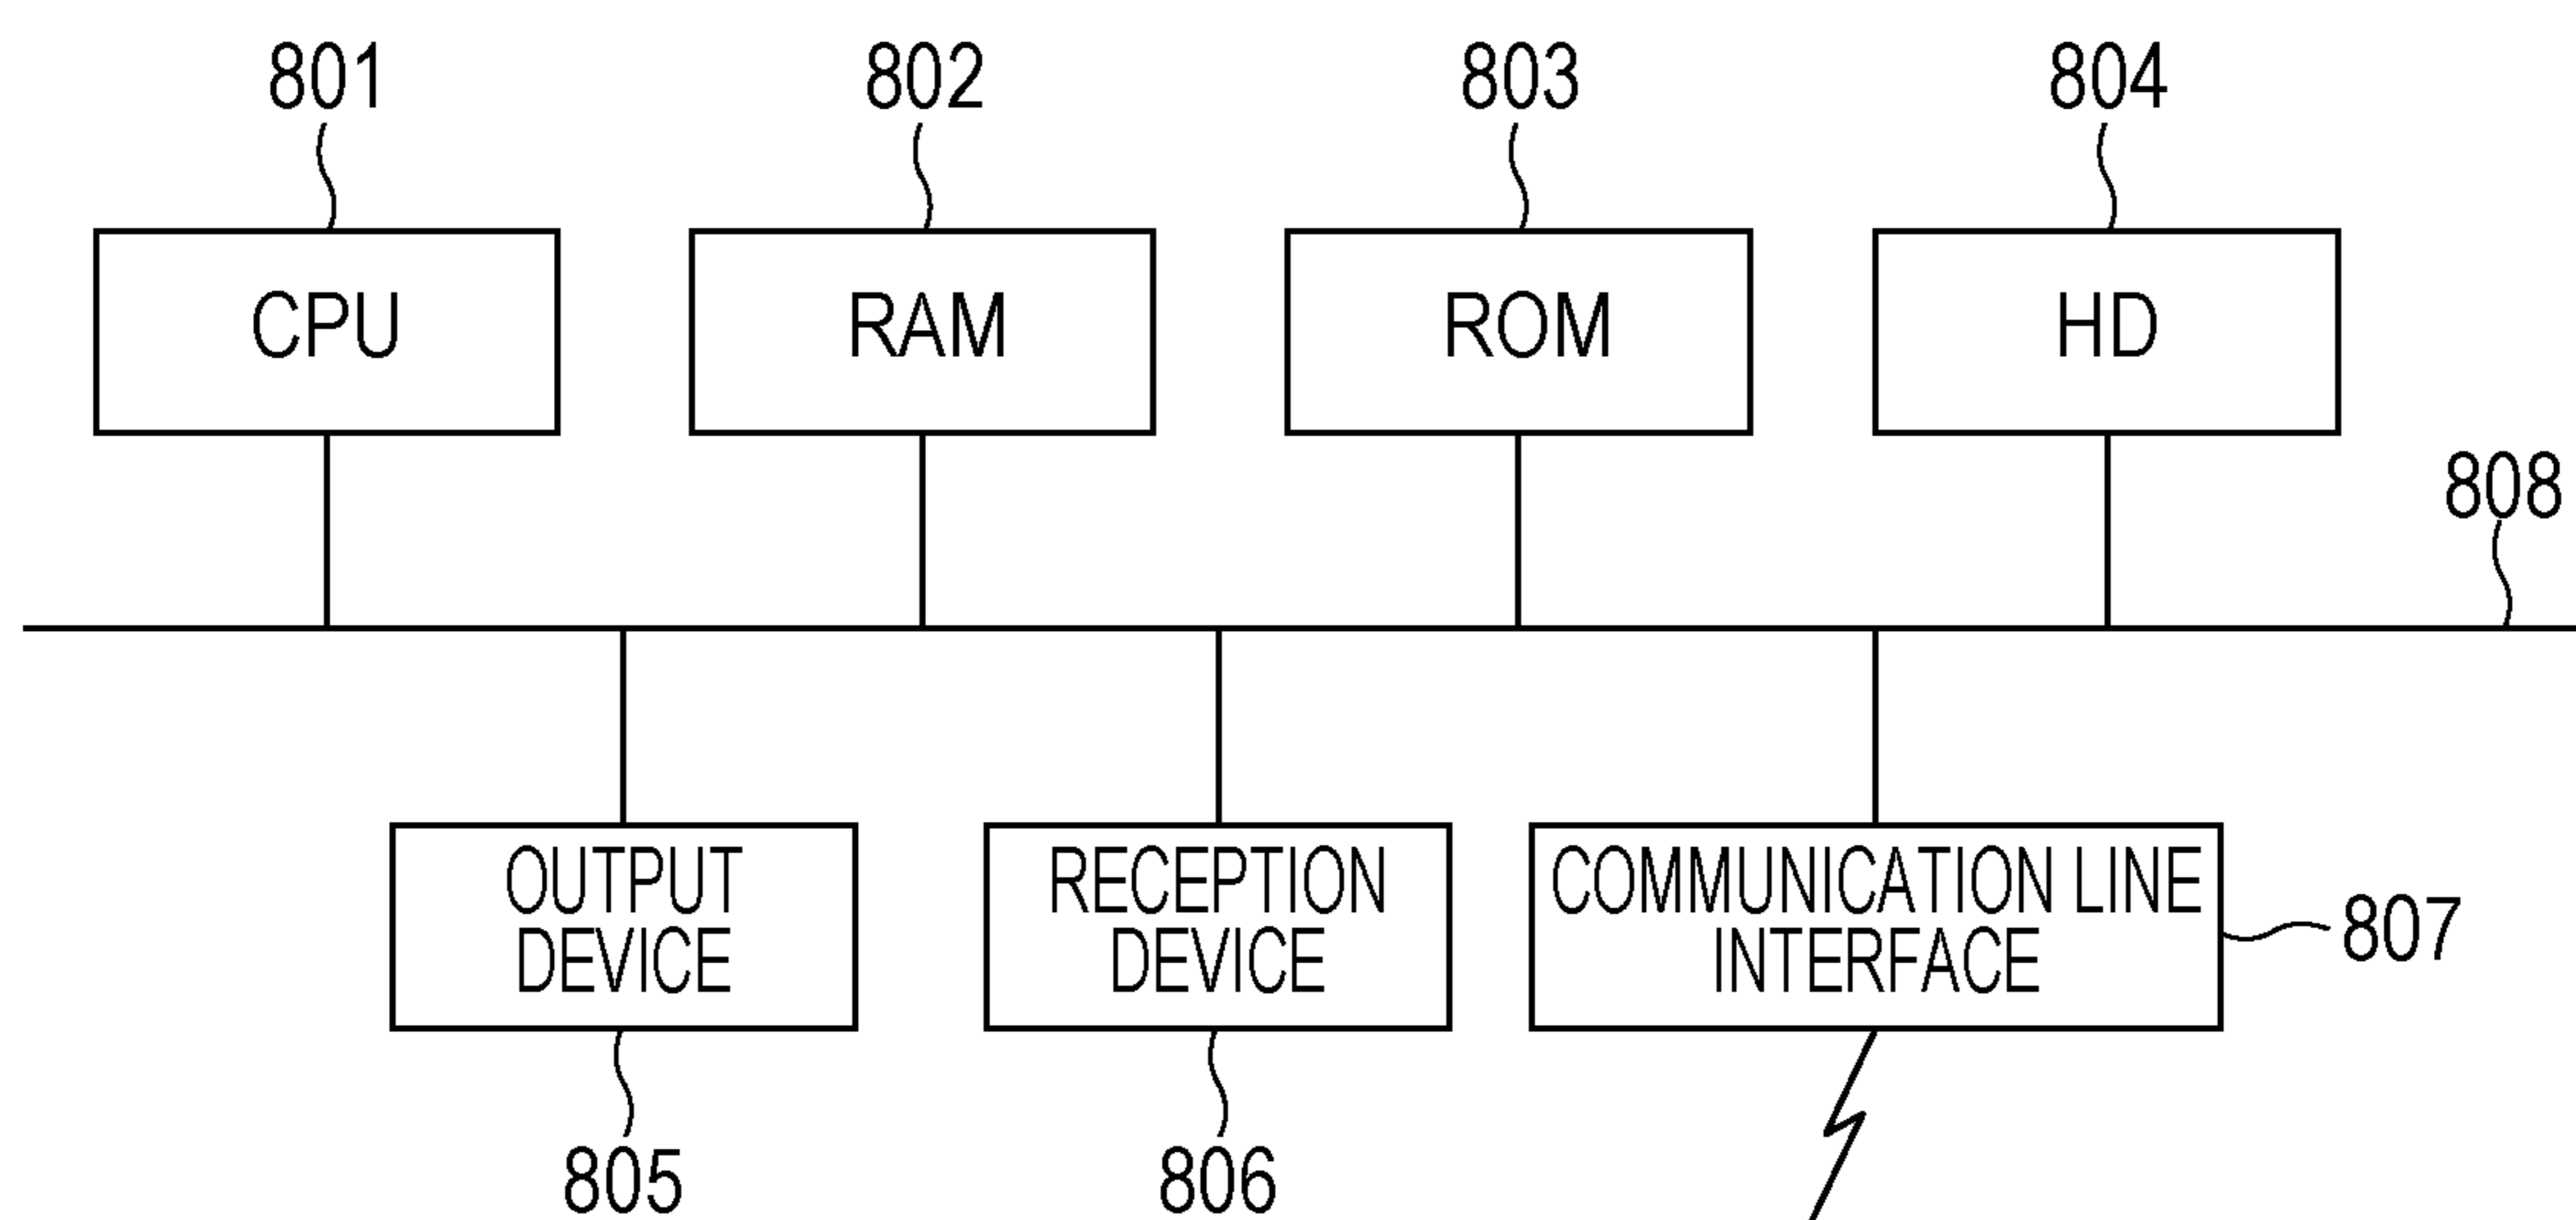 801
802
803
804
CPU
RAM
ROM
HD
808
OUTPUT
DEVICE
RECEPTION
DEVICE
COMMUNICATION LINE
INTERFACE
807
805
806